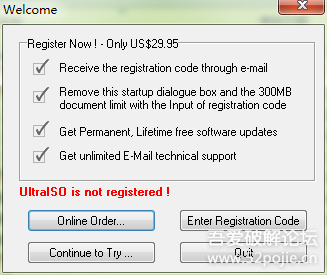 Welcome
Register Now ! - Only US$29.95
Receive the registration code through e-mail
Remove this startup dialogue box and the 300MB
document limit with the Input of registration code
Get Permanent, Lifetime free software updates
Get unlimited E-Mail technical support
UltraISO is not registered !
Online Order...
Enter Registration Code
Continue to Try ...
Quit
吾爱破解论坛
www.52pojie.cn